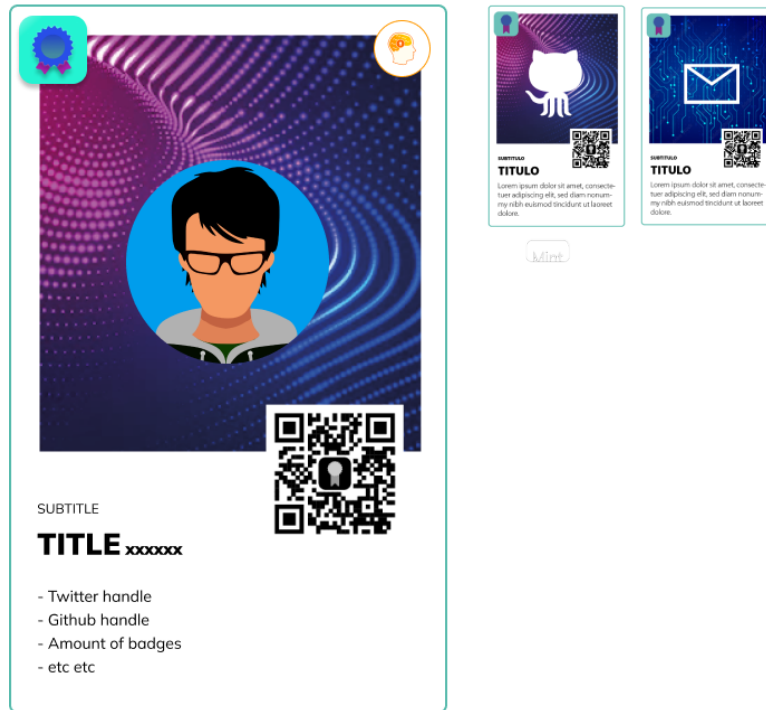 SUBTITLE
TITLE xxxxxx
- Twitter handle
- Github handle
- Amount of badges
- etc etc
SUBTITULO
TITULO
Lorem ipsum dolor sit amet, consecte-
tuer adipiscing elit, sed diam nonum-
my nibh euismod tincidunt ut laoreet
dolore.
Mint
SUBTITULO
TITULO
Lorem ipsum dolor sit amet, consecte-
tuer adipiscing elit, sed diam nonum-
my nibh euismod tincidunt ut laoreet
dolore.